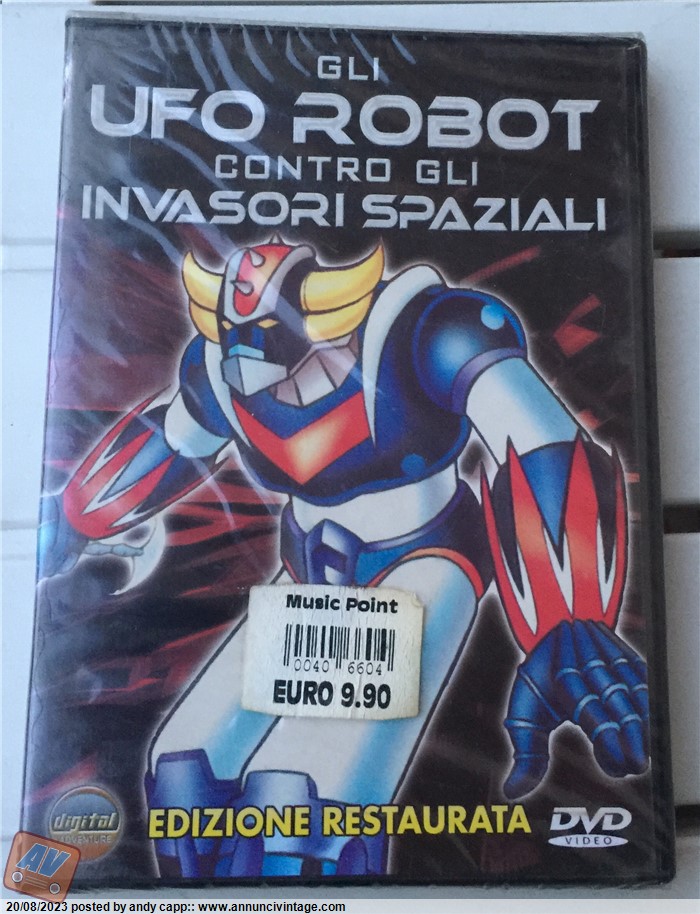 GLI
UFO ROBOT
CONTRO GLI
INVASORI SPAZIALI
Music Point
0040 6604
EURO 9.90
digital
ADVENTURE
EDIZIONE RESTAURATA
DVD
VIDEO
AV
20/08/2023 posted by andy capp:: www.annuncivintage.com